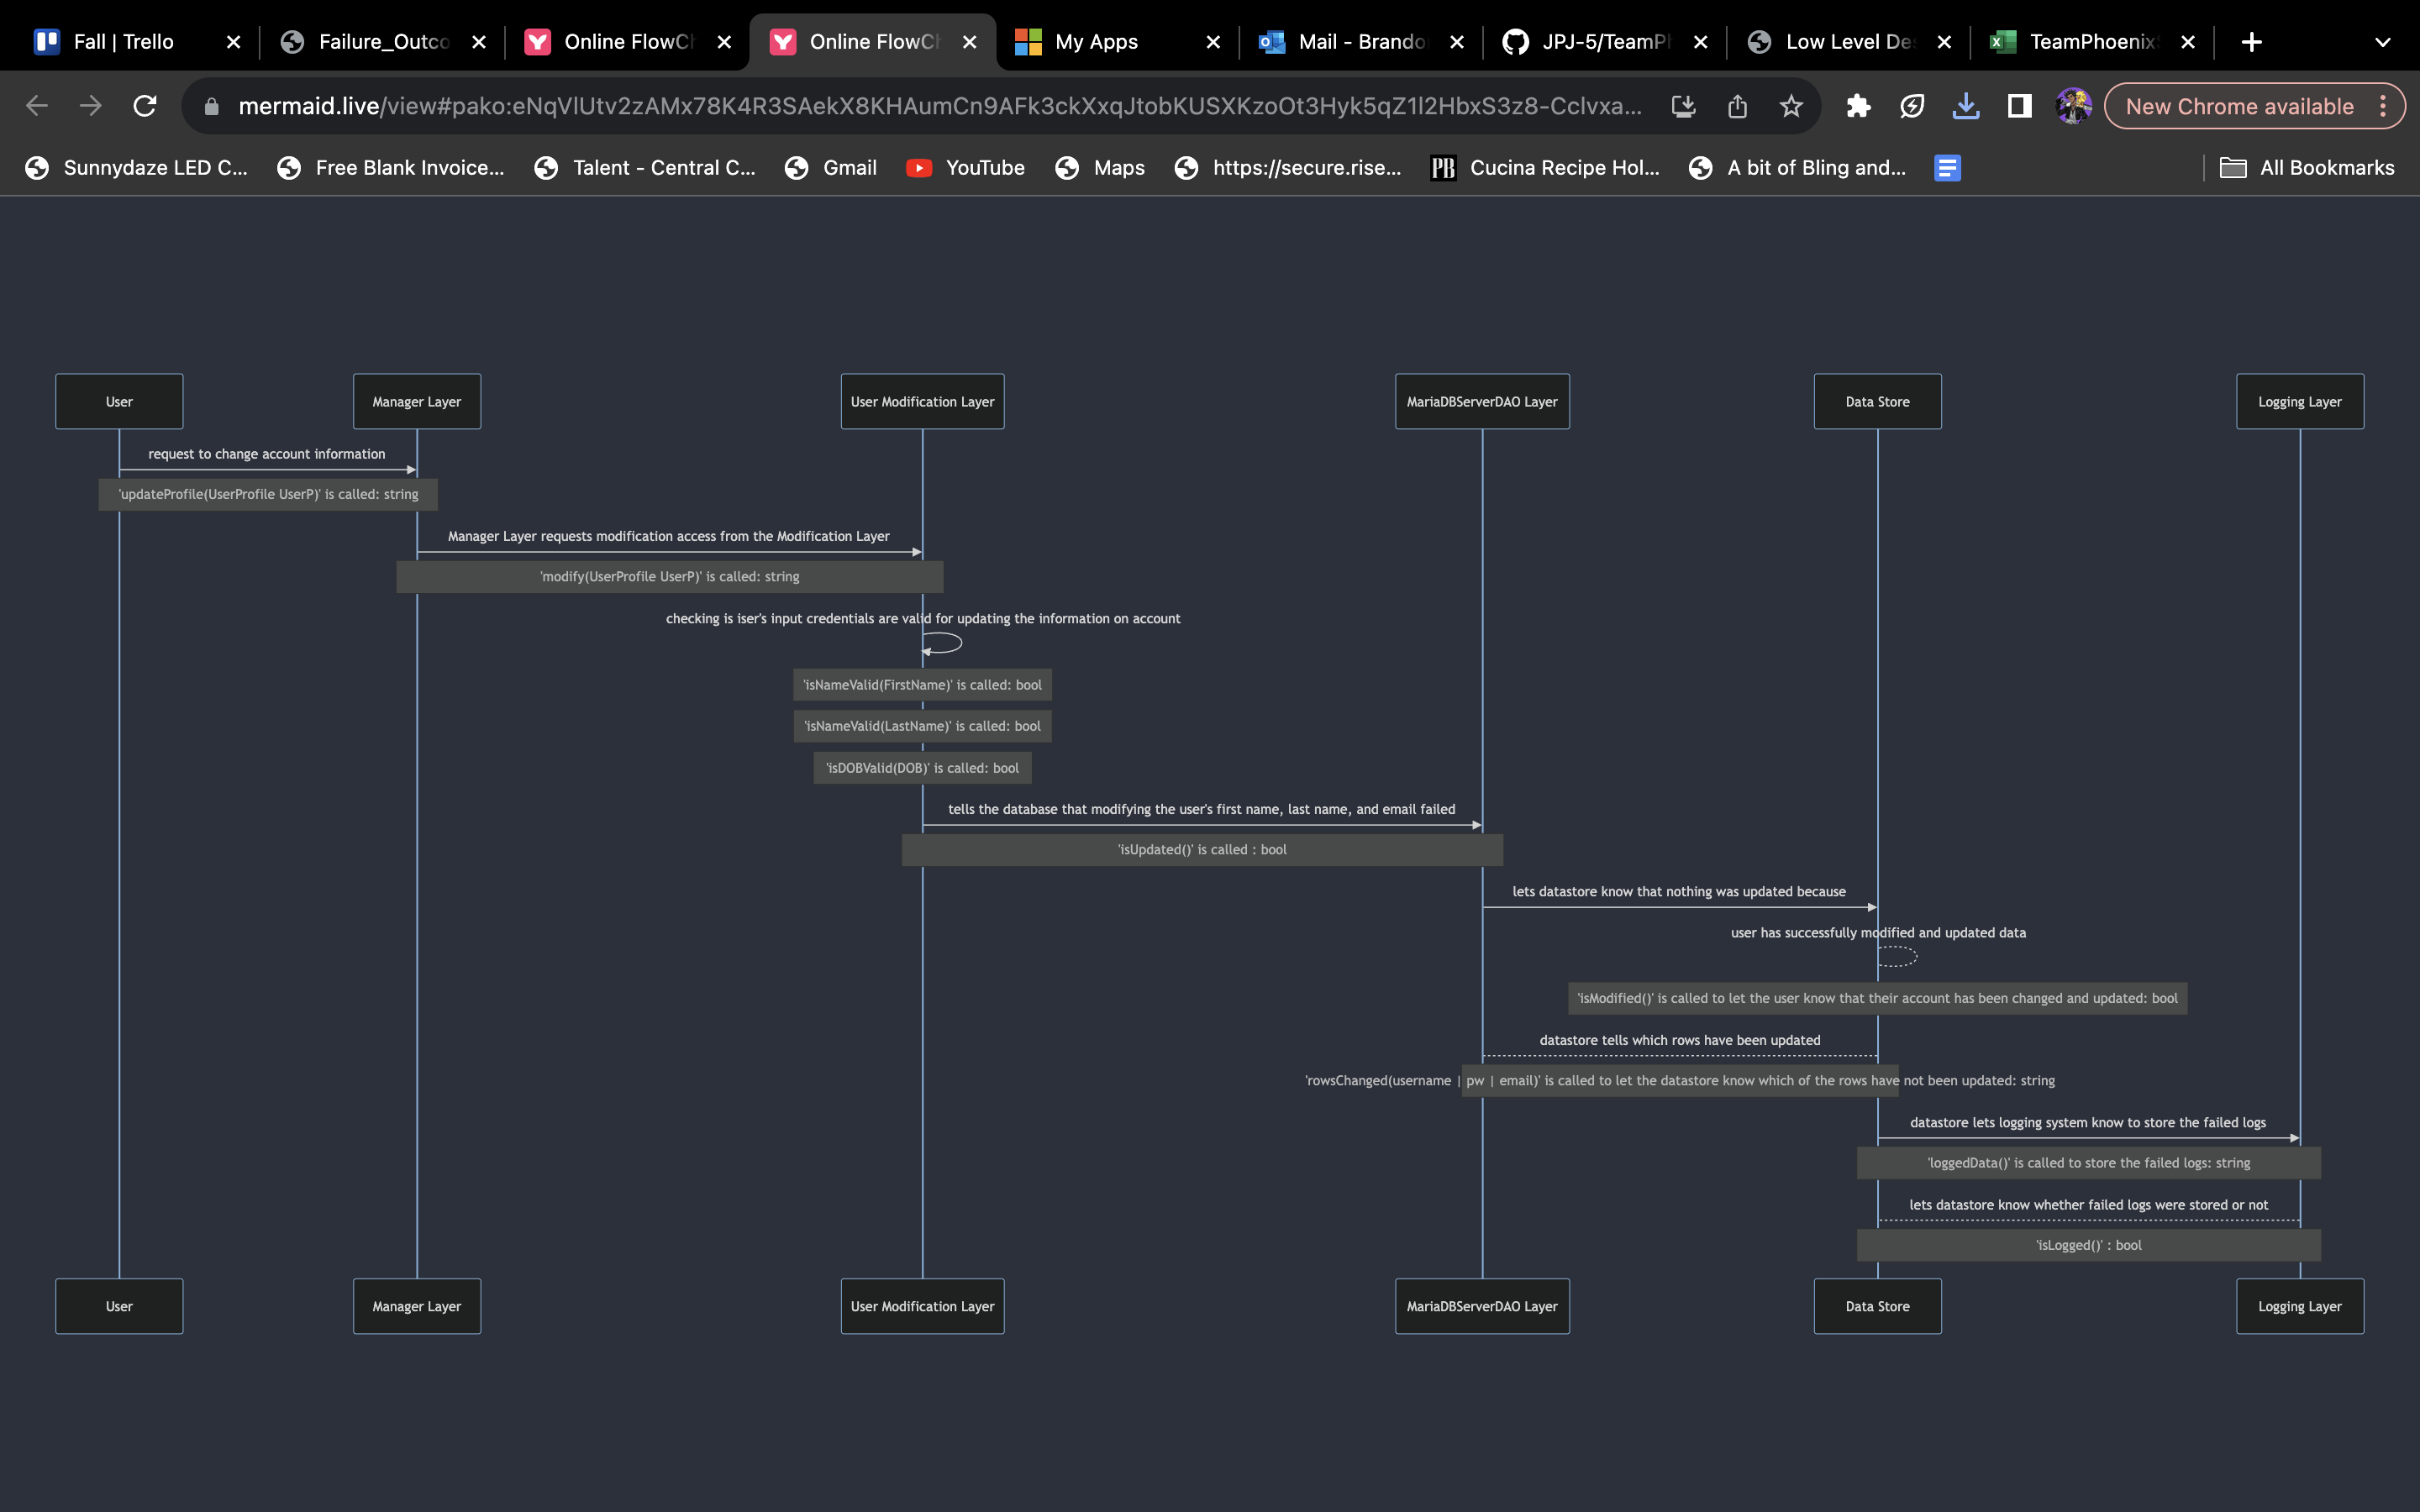 Fall | Trello
Failure_Outco
Online FlowCh
Online FlowCh
My Apps
Mail - Brando
JPJ-5/TeamPh
Low Level De
TeamPhoenix
mermaid.live/view#pako:eNqVlUtv2zAMx78K4R3SAekX8KHAumCn9AFk3ckXxqJtobKUSXKzoOt3Hyk5qZ1l2HbxS3z8-Cclvxa...
New Chrome available
Sunnydaze LED C...
Free Blank Invoice...
Talent - Central C...
Gmail
YouTube
Maps
https://secure.rise...
PB
Cucina Recipe Hol...
A bit of Bling and...
All Bookmarks
User
Manager Layer
User Modification Layer
MariaDBServerDAO Layer
Data Store
Logging Layer
request to change account information
'updateProfile(UserProfile UserP)' is called: string
Manager Layer requests modification access from the Modification Layer
'modify(UserProfile UserP)' is called: string
checking is iser's input credentials are valid for updating the information on account
'isNameValid(FirstName)' is called: bool
'isNameValid(LastName)' is called: bool
'isDOBValid(DOB)' is called: bool
tells the database that modifying the user's first name, last name, and email failed
'isUpdated()' is called : bool
lets datastore know that nothing was updated because
user has successfully modified and updated data
'isModified()' is called to let the user know that their account has been changed and updated: bool
datastore tells which rows have been updated
'rowsChanged(username | pw | email)' is called to let the datastore know which of the rows have not been updated: string
datastore lets logging system know to store the failed logs
'loggedData()' is called to store the failed logs: string
lets datastore know whether failed logs were stored or not
'isLogged()' : bool
User
Manager Layer
User Modification Layer
MariaDBServerDAO Layer
Data Store
Logging Layer